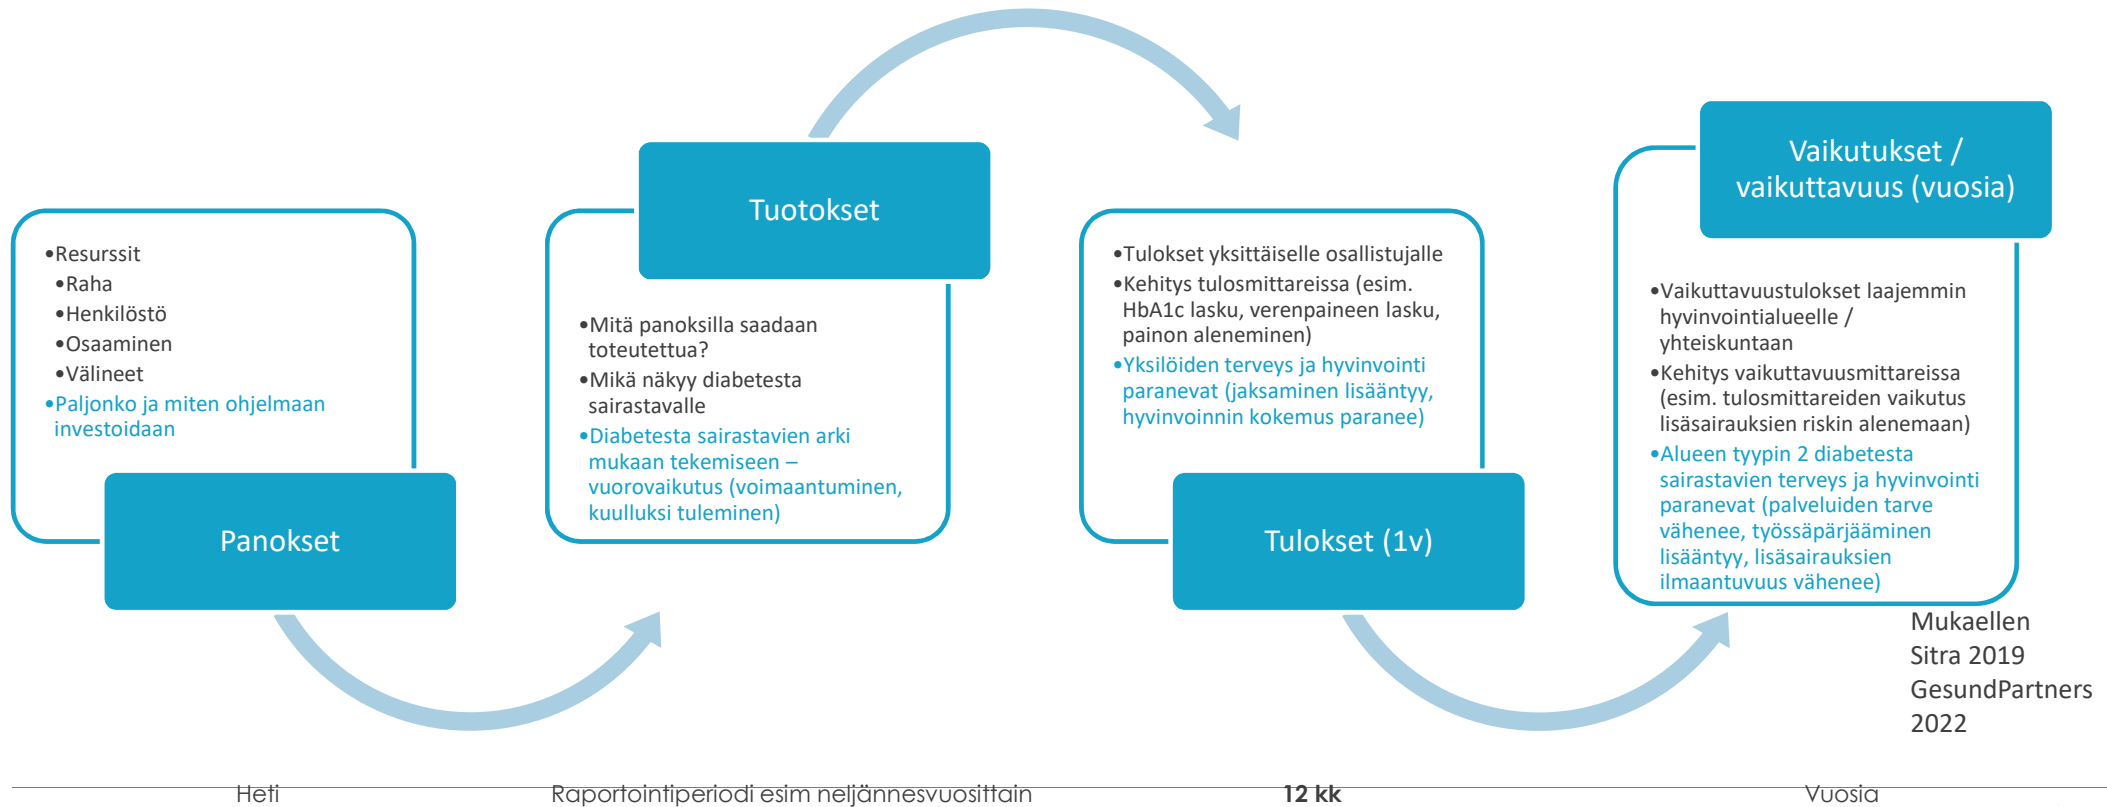 •Resurssit
•Raha
•Henkilöstö
•Osaaminen
•Välineet
•Paljonko ja miten ohjelmaan
investoidaan
Panokset
Tuotokset
•Mitä panoksilla saadaan
toteutettua?
•Mikä näkyy diabetesta
sairastavalle
•Diabetesta sairastavien arki
mukaan tekemiseen –
vuorovaikutus (voimaantuminen,
kuulluksi tuleminen)
•Tulokset yksittäiselle osallistujalle
•Kehitys tulosmittareissa (esim.
HbA1c lasku, verenpaineen lasku,
painon aleneminen)
•Yksilöiden terveys ja hyvinvointi
paranevat (jaksaminen lisääntyy,
hyvinvoinnin kokemus paranee)
Tulokset (1v)
Vaikutukset /
vaikuttavuus (vuosia)
•Vaikuttavuustulokset laajemmin
hyvinvointialueelle /
yhteiskuntaan
•Kehitys vaikuttavuusmittareissa
(esim. tulosmittareiden vaikutus
lisäsairauksien riskin alenemaan)
•Alueen tyypin 2 diabetesta
sairastavien terveys ja hyvinvointi
paranevat (palveluiden tarve
vähenee, työssäpärjääminen
lisääntyy, lisäsairauksien
ilmaantuvuus vähenee)
Mukaellen
Sitra 2019
GesundPartners
2022
Heti
Raportointiperiodi esim neljännesvuosittain
12 kk
Vuosia